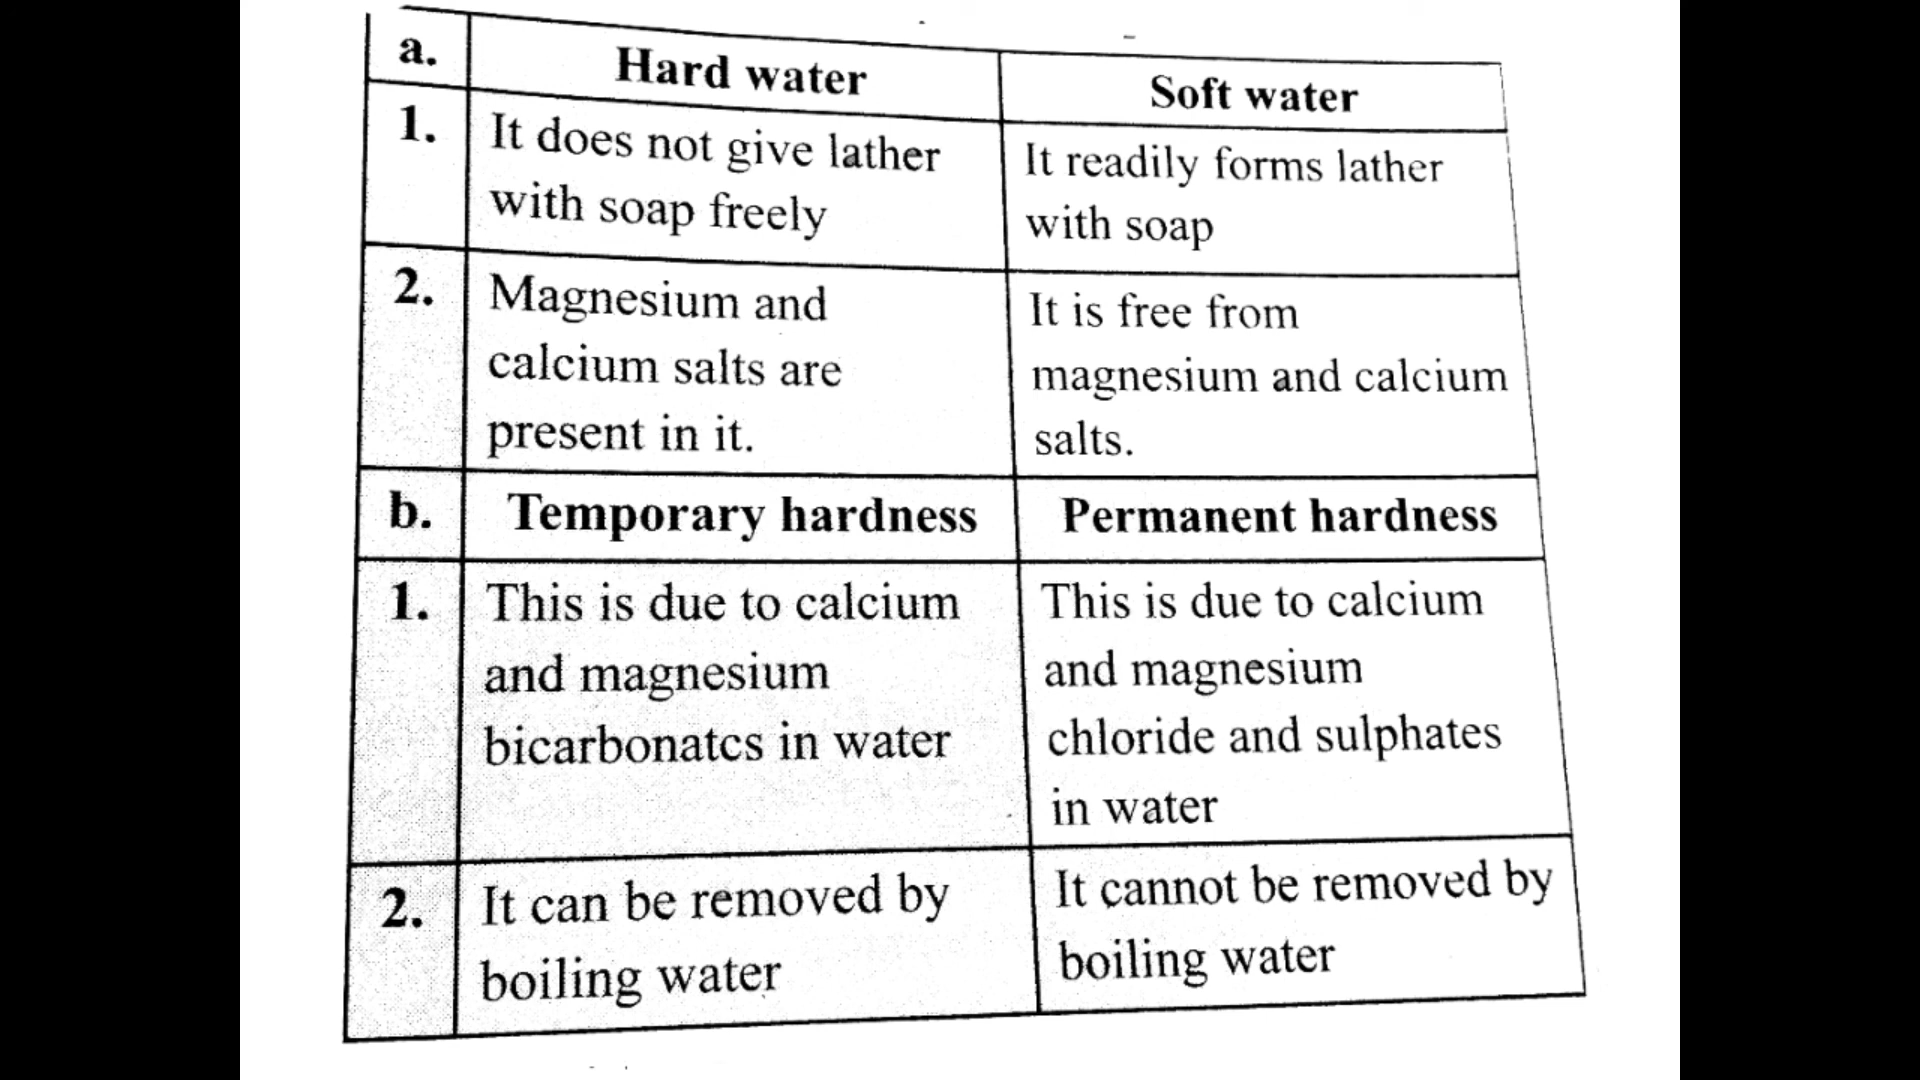 a. Hard water Soft water
1. It does not give lather
with soap freely
It readily forms lather
with soap
2. Magnesium and
calcium salts are
present in it.
It is free from
magnesium and calcium
salts.
b. Temporary hardness Permanent hardness
1. This is due to calcium
and magnesium
bicarbonates in water
This is due to calcium
and magnesium
chloride and sulphates
in water
2. It can be removed by
boiling water
It cannot be removed by
boiling water